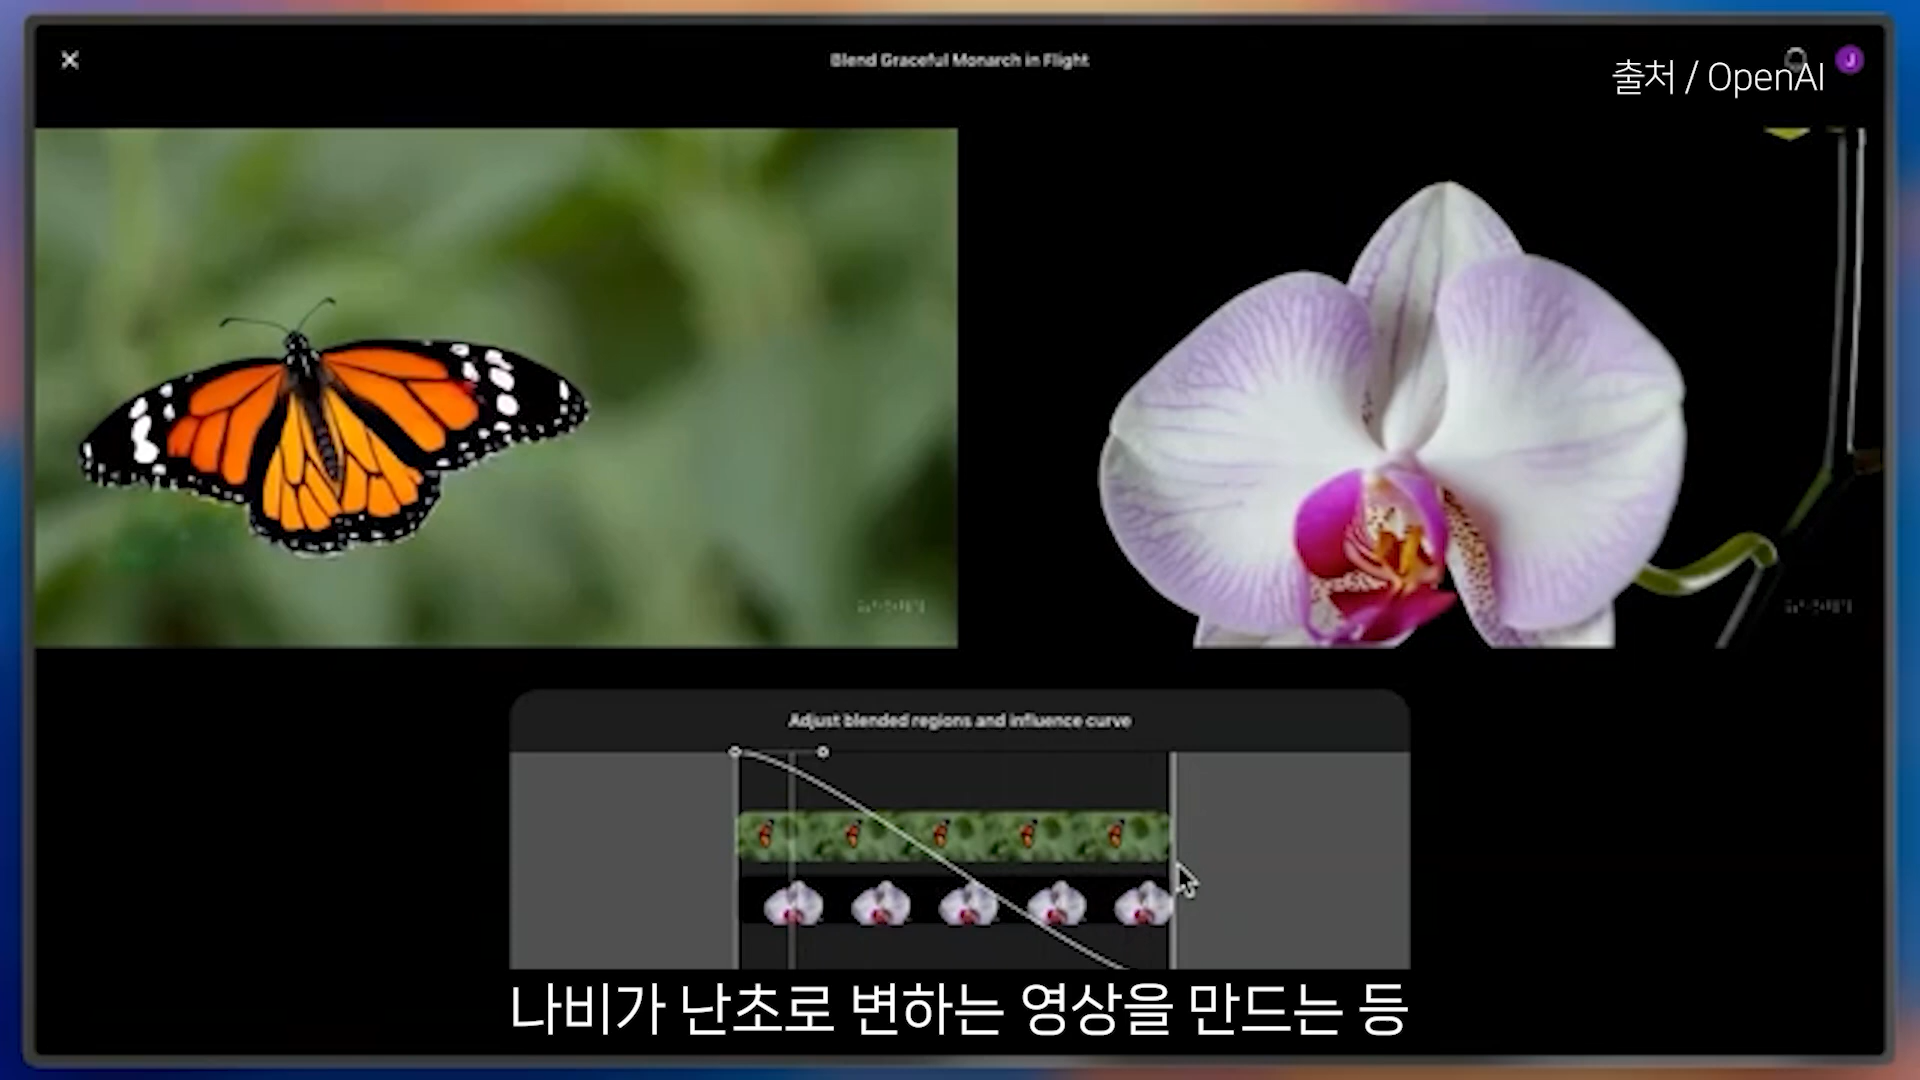 Blend Graceful Monarch in Flight
J
출처 / OpenAI
Adjust blended regions and influence curve
나비가 난초로 변하는 영상을 만드는 등